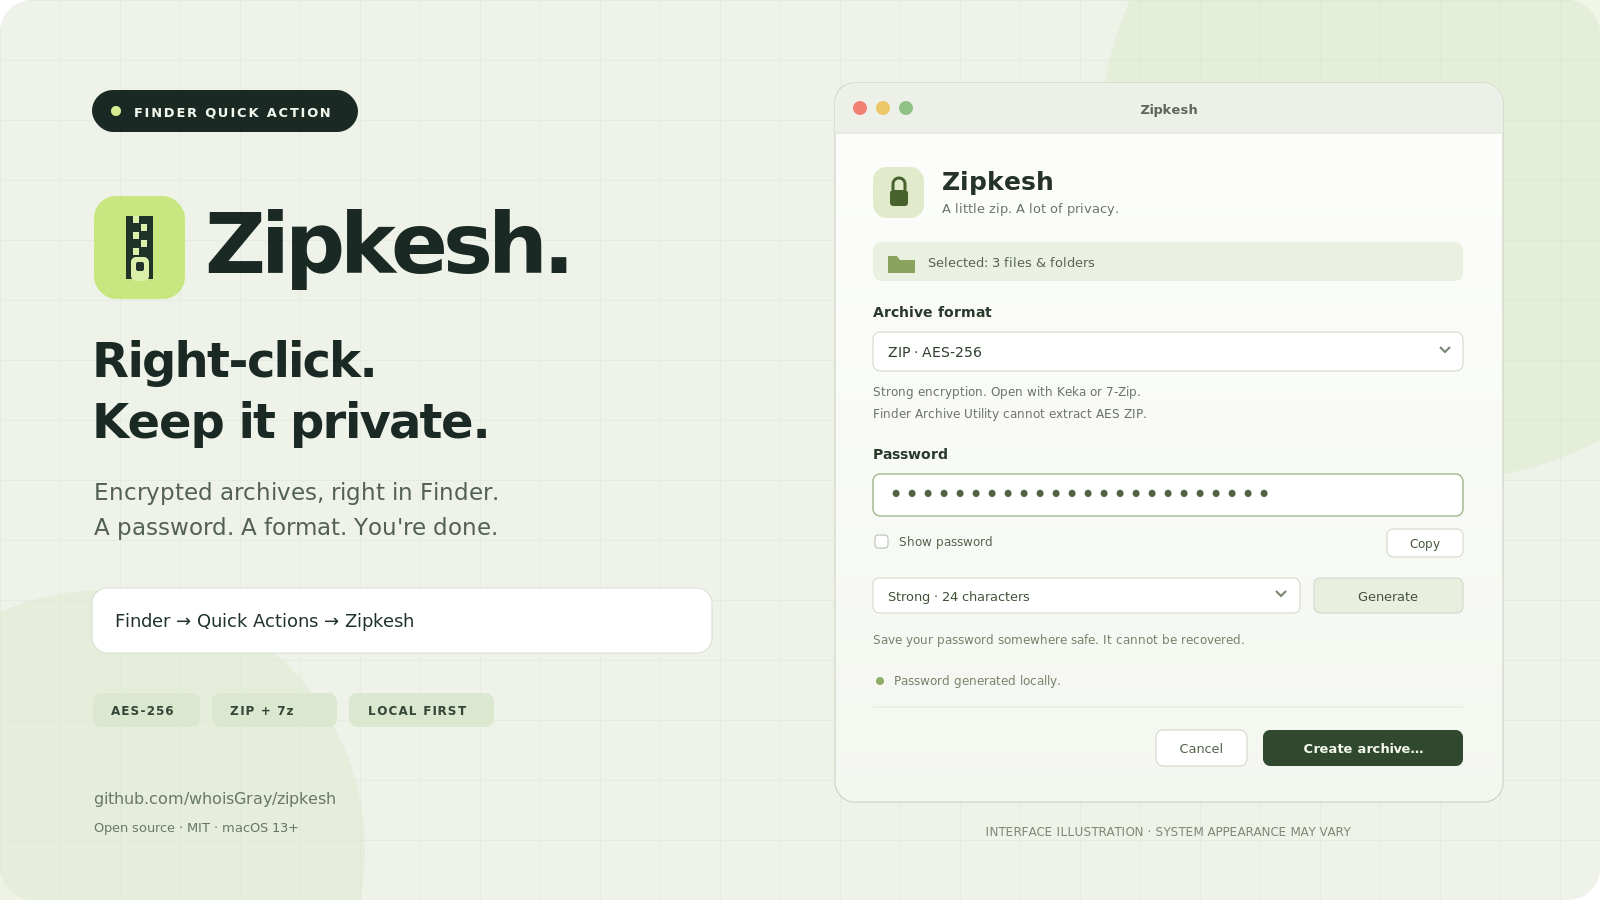 FINDER QUICK ACTION
Zipkesh.
Right-click.
Keep it private.
Encrypted archives, right in Finder.
A password. A format. You're done.
Finder → Quick Actions → Zipkesh
AES-256
ZIP + 7z
LOCAL FIRST
github.com/whoisGray/zipkesh
Open source · MIT · macOS 13+
Zipkesh
Zipkesh
A little zip. A lot of privacy.
Selected: 3 files & folders
Archive format
ZIP · AES-256
Strong encryption. Open with Keka or 7-Zip.
Finder Archive Utility cannot extract AES ZIP.
Password
Show password
Copy
Strong · 24 characters
Generate
Save your password somewhere safe. It cannot be recovered.
Password generated locally.
Cancel
Create archive…
INTERFACE ILLUSTRATION · SYSTEM APPEARANCE MAY VARY